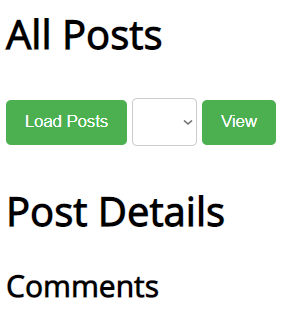 All Posts
Load Posts View
Post Details
Comments